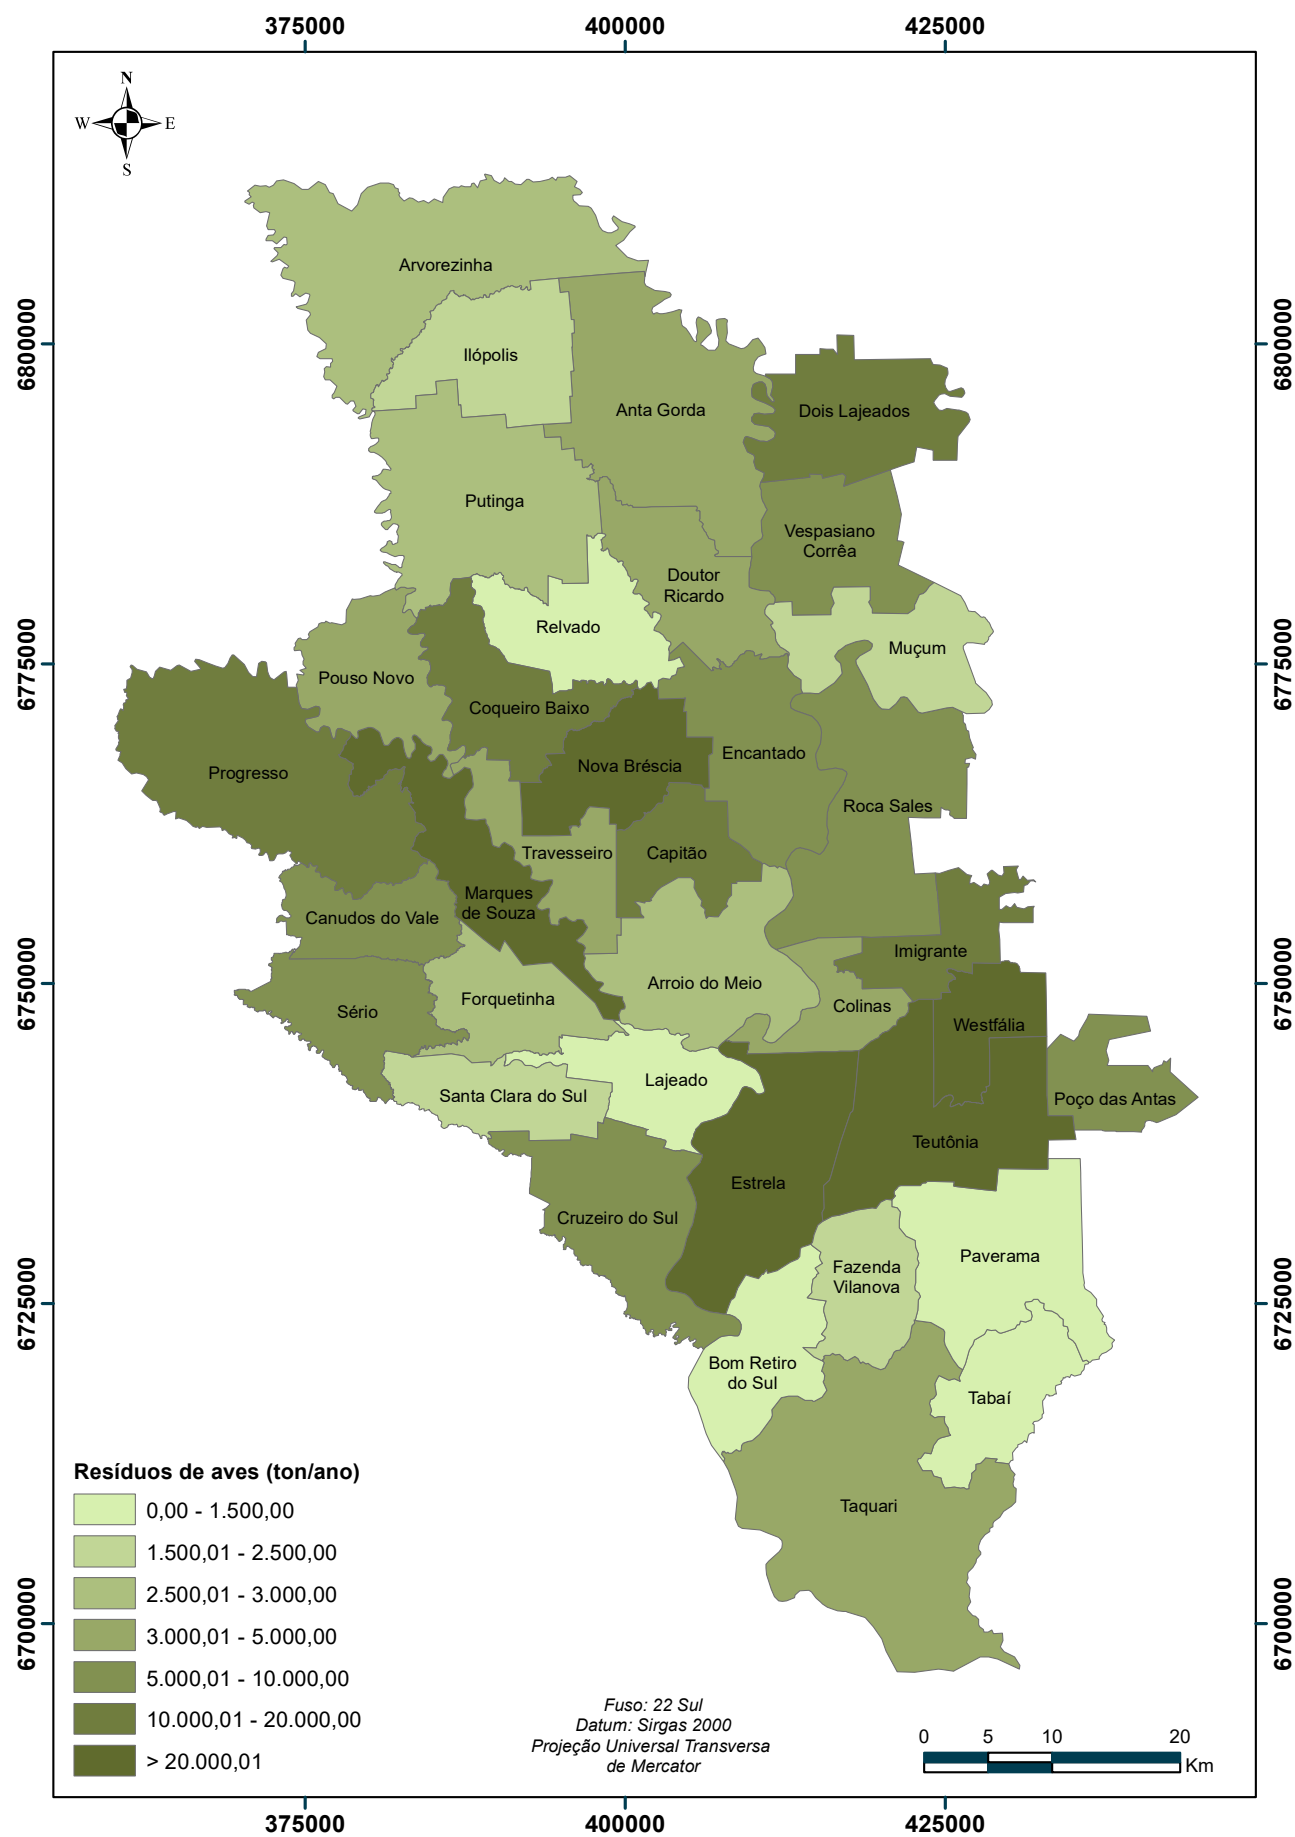 375000
400000
425000
N
W
E
S
Arvorezinha
6800000
6800000
Ilópolis
Anta Gorda
Dois Lajeados
Putinga
Vespasiano
Corrêa
Doutor
Ricardo
Relvado
Muçum
6775000
6775000
Pouso Novo
Coqueiro Baixo
Encantado
Nova Bréscia
Progresso
Roca Sales
Travesseiro
Capitão
Marques
de Souza
Canudos do Vale
Imigrante
6750000
6750000
Arroio do Meio
Forquetinha
Colinas
Sério
Westfália
Lajeado
Santa Clara do Sul
Poço das Antas
Teutônia
Estrela
Cruzeiro do Sul
Paverama
Fazenda
Vilanova
6725000
6725000
Bom Retiro
do Sul
Tabaí
Resíduos de aves (ton/ano)
0,00 - 1.500,00
1.500,01 - 2.500,00
2.500,01 - 3.000,00
3.000,01 - 5.000,00
5.000,01 - 10.000,00
10.000,01 - 20.000,00
> 20.000,01
Taquari
6700000
6700000
Fuso: 22 Sul
Datum: Sirgas 2000
Projeção Universal Transversa
de Mercator
0 5 10 20
Km
375000
400000
425000